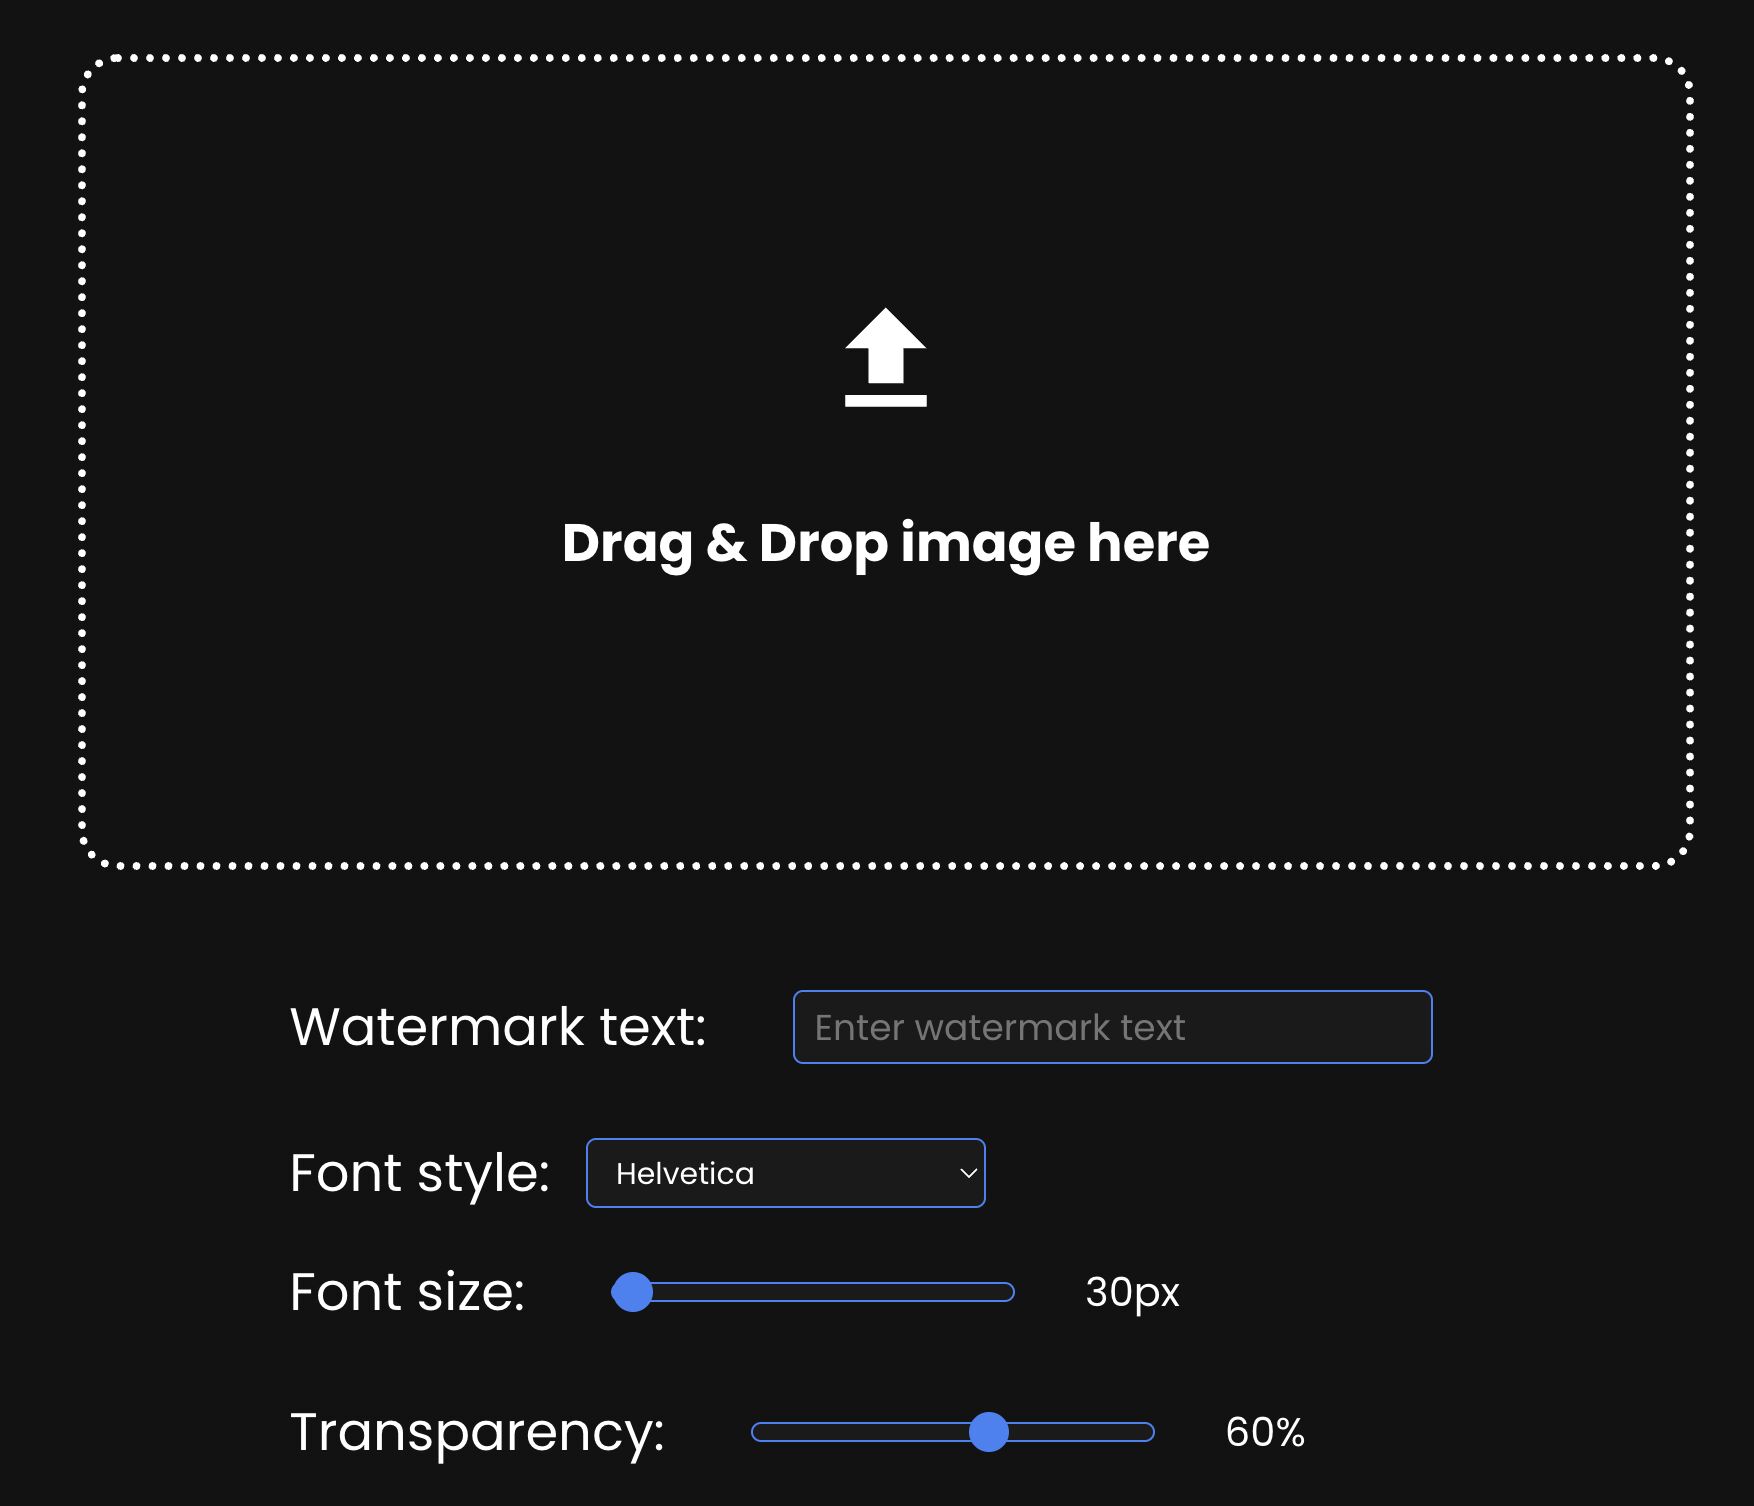 Drag & Drop image here
Watermark text: Enter watermark text
Font style: Helvetica
Font size: 30px
Transparency: 60%